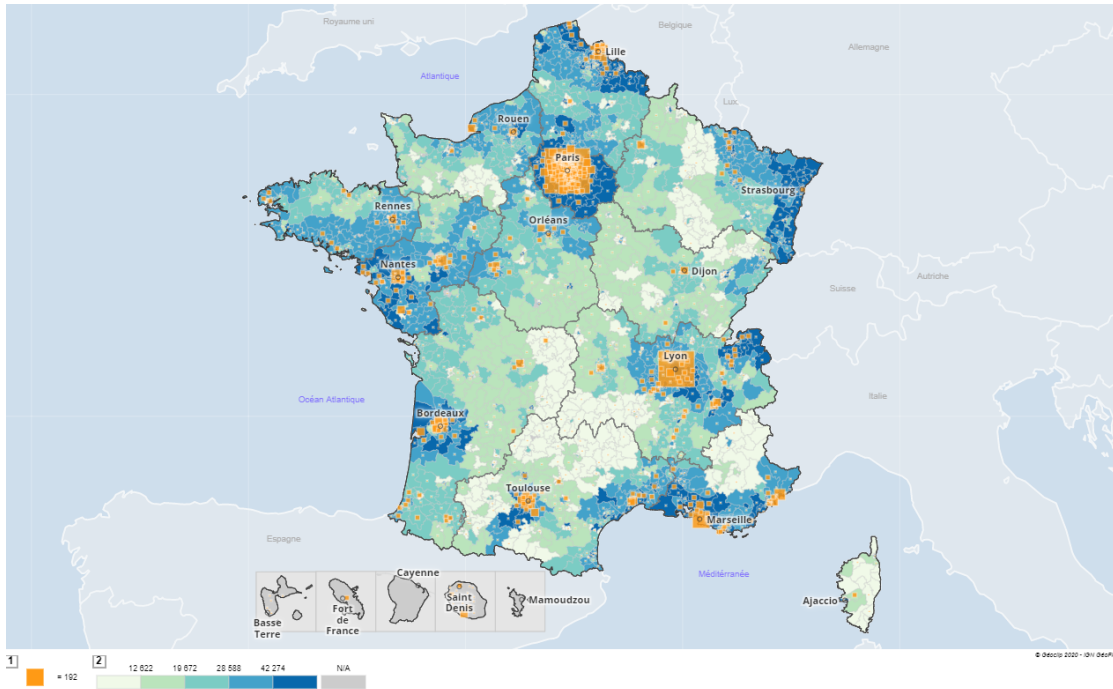 Royaume uni
Belgique
Allemagne
Lille
Atlantique
Lux
Rouen
Paris
Strasbourg
Rennes
Orléans
Nantes
Dijon
Autriche
Suisse
Lyon
Océan Atlantique
Italie
Bordeaux
Toulouse
Marseille
Espagne
Méditérranée
Cayenne
Saint
Denis
Mamoudzou
Ajaccio
Fort
de
France
Basse
Terre
© Géoclip 2020 - IGN GéoFla
1
= 192
2
12 622
19 672
28 588
42 274
N/A